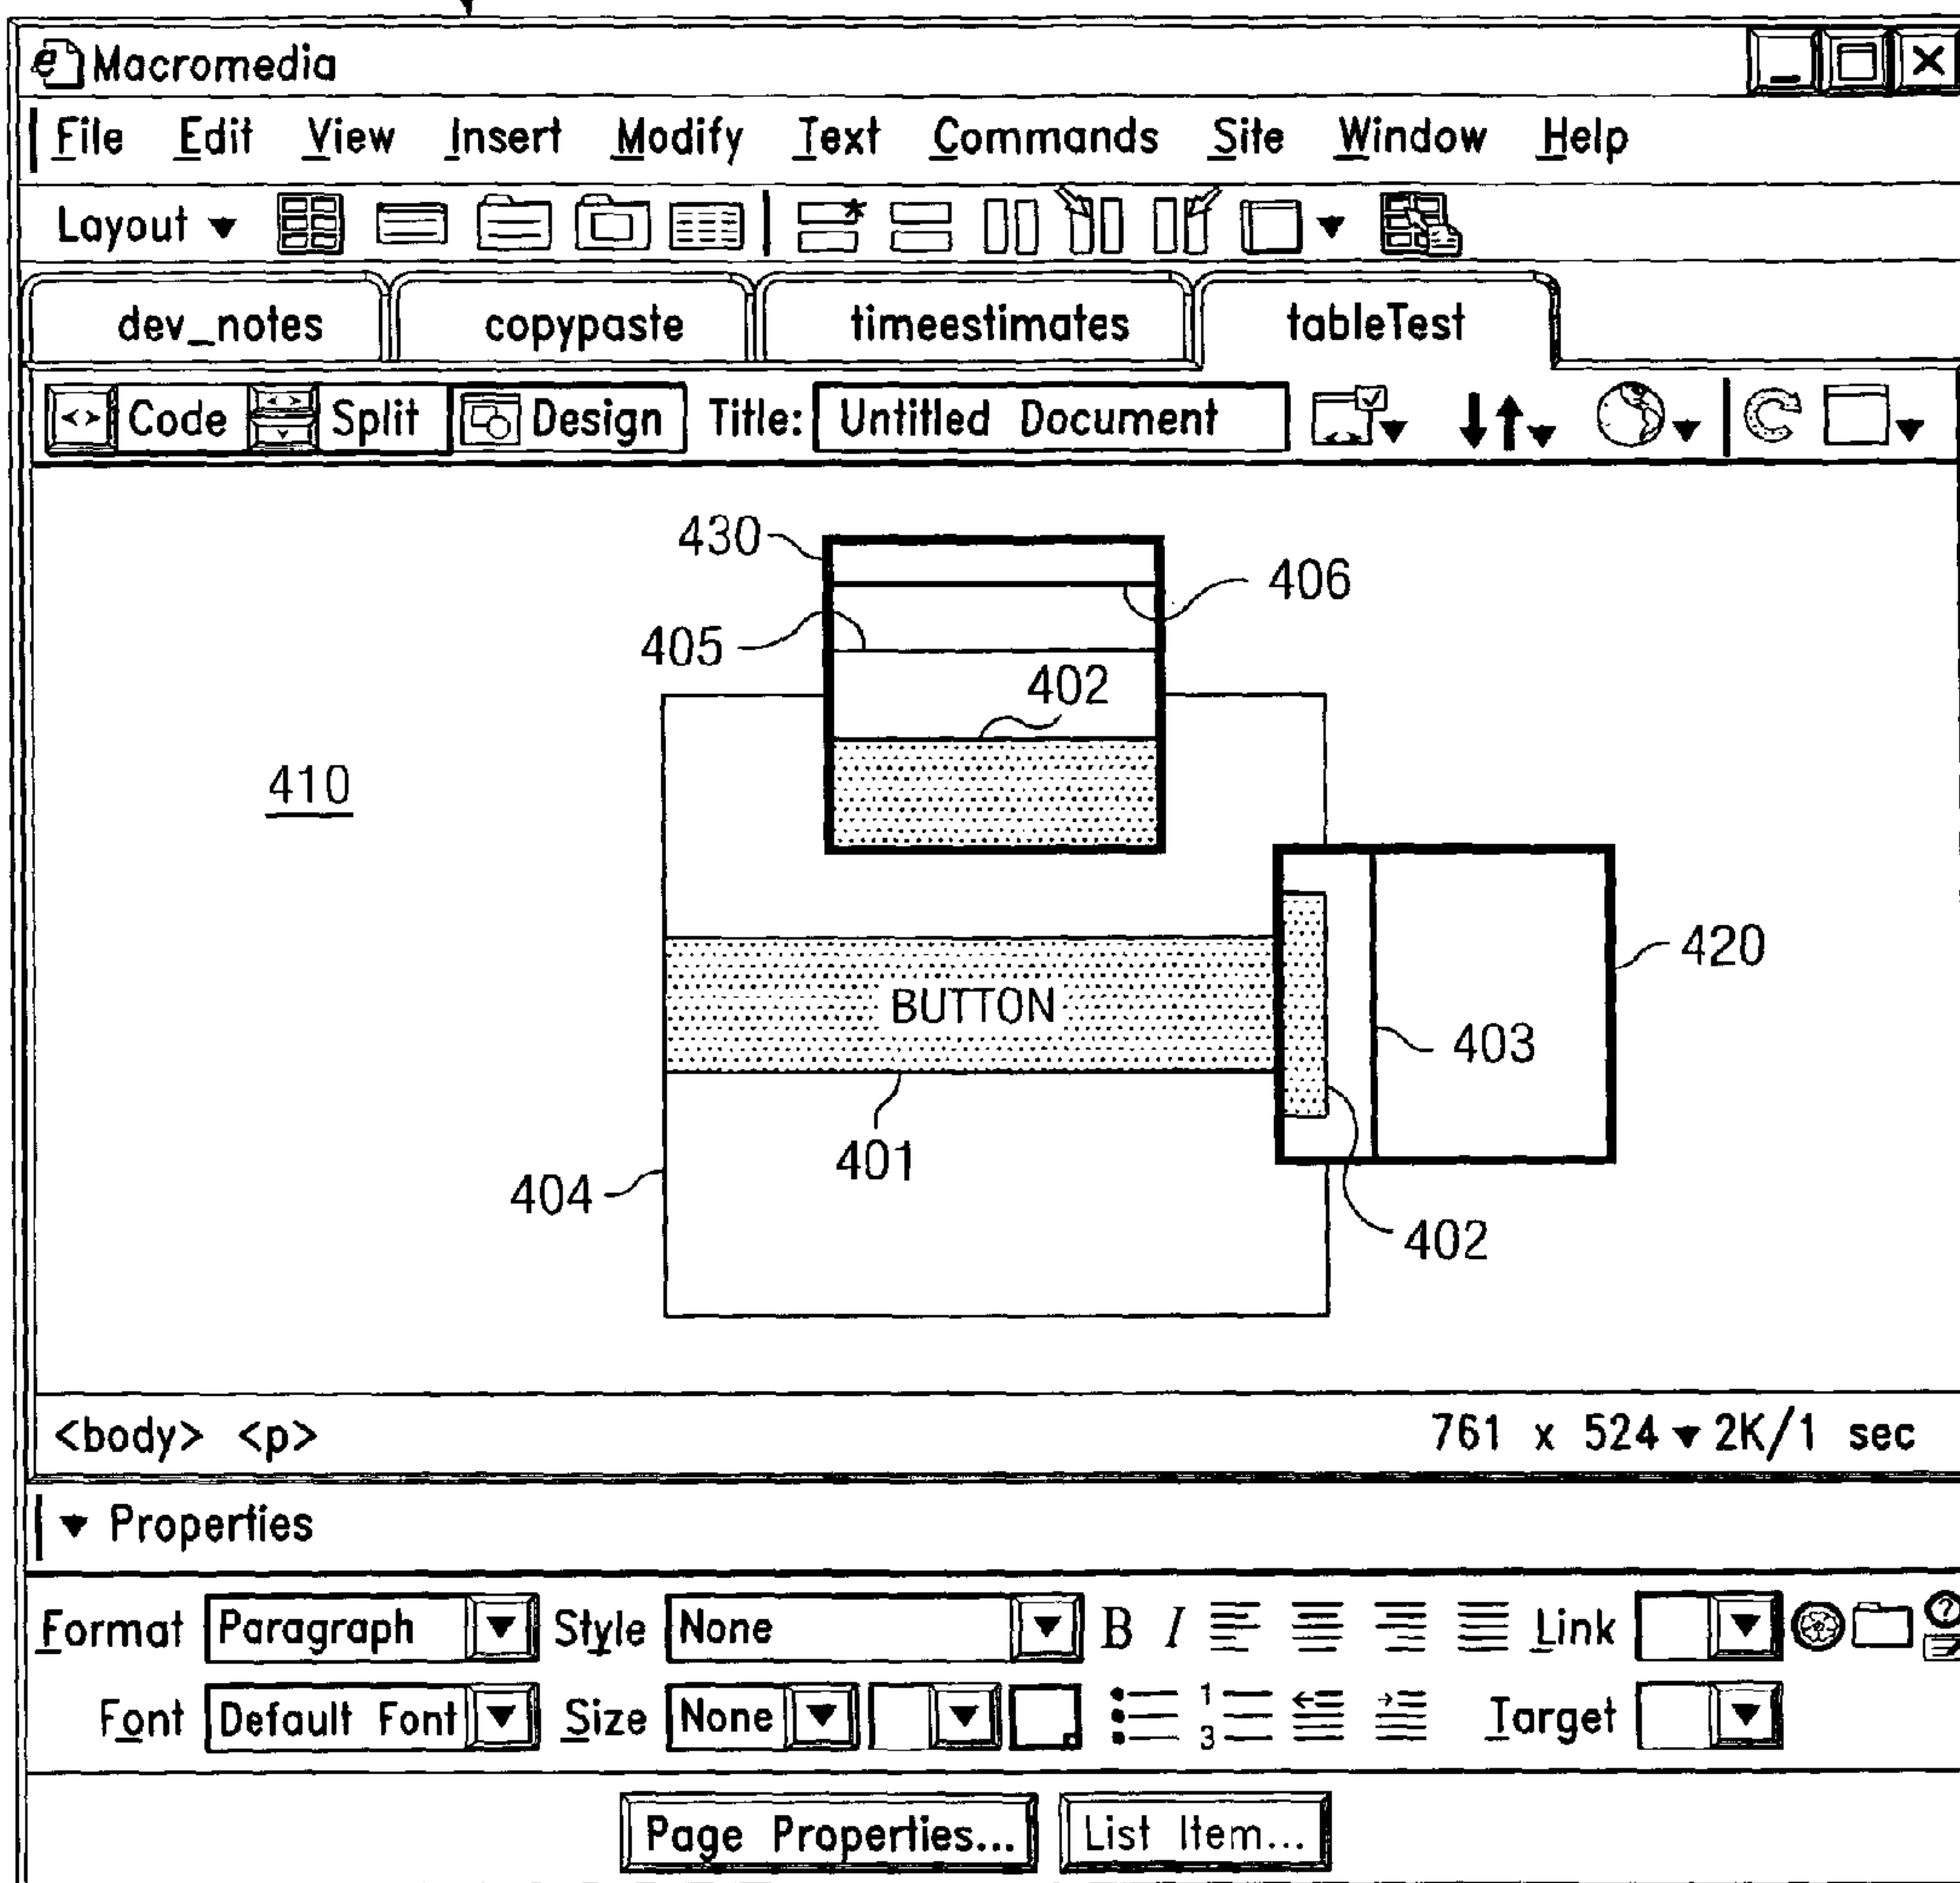 Macromedia
File Edit View Insert Modify Text Commands Site Window Help
Layout
dev_notes copypaste timeestimates tableTest
<> Code Split Design Title: Untitled Document
430
406
405
402
410
420
BUTTON
403
401
404
402
<body> <p> 761 x 524 2K/1 sec
Properties
Format Paragraph Style None B I Link ?
Font Default Font Size None 1 3 Target
Page Properties... List Item...